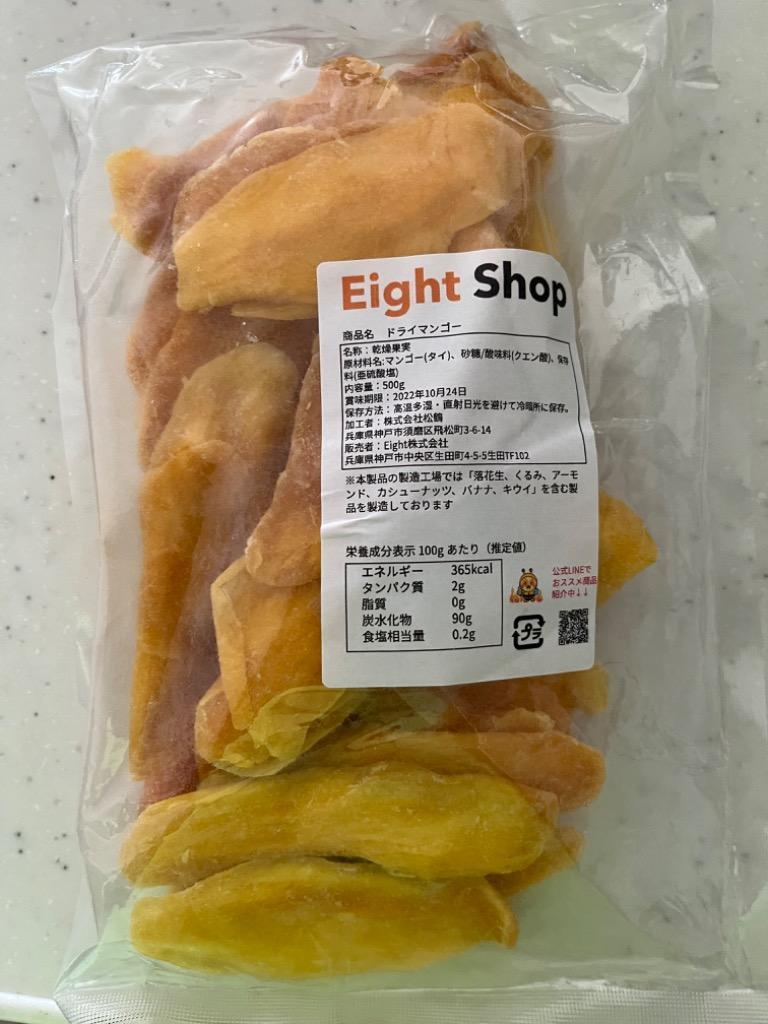 Eight Shop
商品名 ドライマンゴー
名称：乾燥果実
原材料名:マンゴー(タイ)、砂糖/酸味料(クエン酸)、保存
料(亜硫酸塩)
内容量：500g
賞味期限：2022年10月24日
保存方法：高温多湿・直射日光を避けて冷暗所に保存。
加工者：株式会社松鶴
兵庫県神戸市須磨区飛松町3-6-14
販売者：Eight株式会社
兵庫県神戸市中央区生田町4-5-5生田TF102
※本製品の製造工場では「落花生、くるみ、アーモ
ンド、カシューナッツ、バナナ、キウイ」を含む製
品を製造しております
栄養成分表示 100g あたり（推定値）
エネルギー 365kcal
タンパク質 2g
脂質 0g
炭水化物 90g
食塩相当量 0.2g
公式LINEで
おススメ商品
紹介中↓↓
プラ